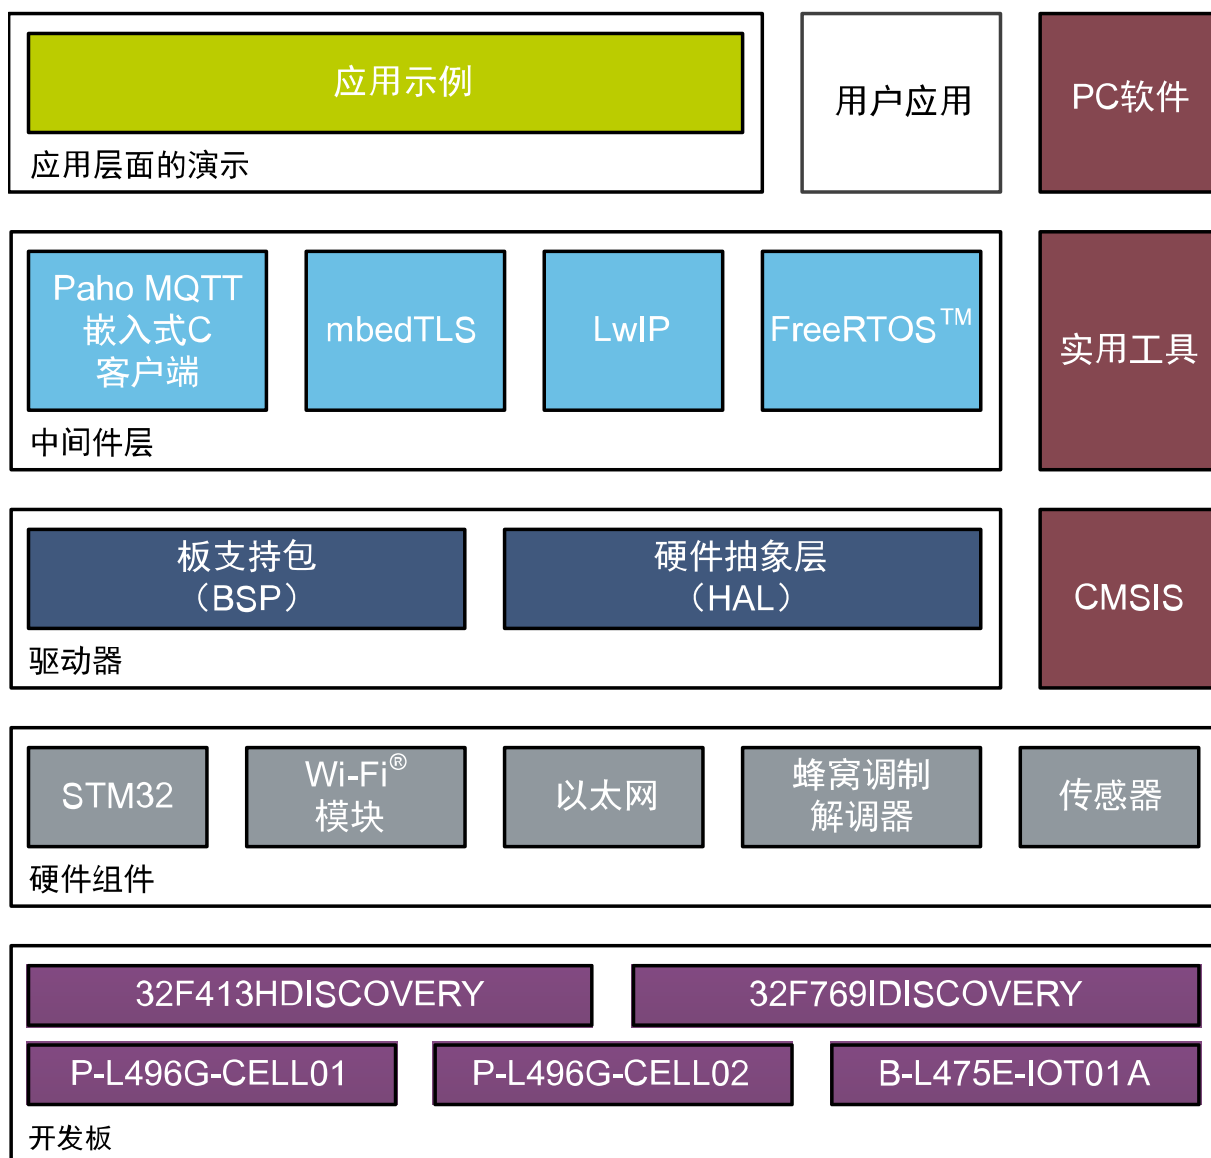 应用示例
应用层面的演示
用户应用
PC软件
Paho MQTT
嵌入式C
客户端
mbedTLS
LwIP
FreeRTOS™
中间件层
实用工具
板支持包
（BSP）
硬件抽象层
（HAL）
驱动器
CMSIS
STM32
Wi-Fi®
模块
以太网
蜂窝调制
解调器
传感器
硬件组件
32F413HDISCOVERY
32F769IDISCOVERY
P-L496G-CELL01
P-L496G-CELL02
B-L475E-IOT01A
开发板